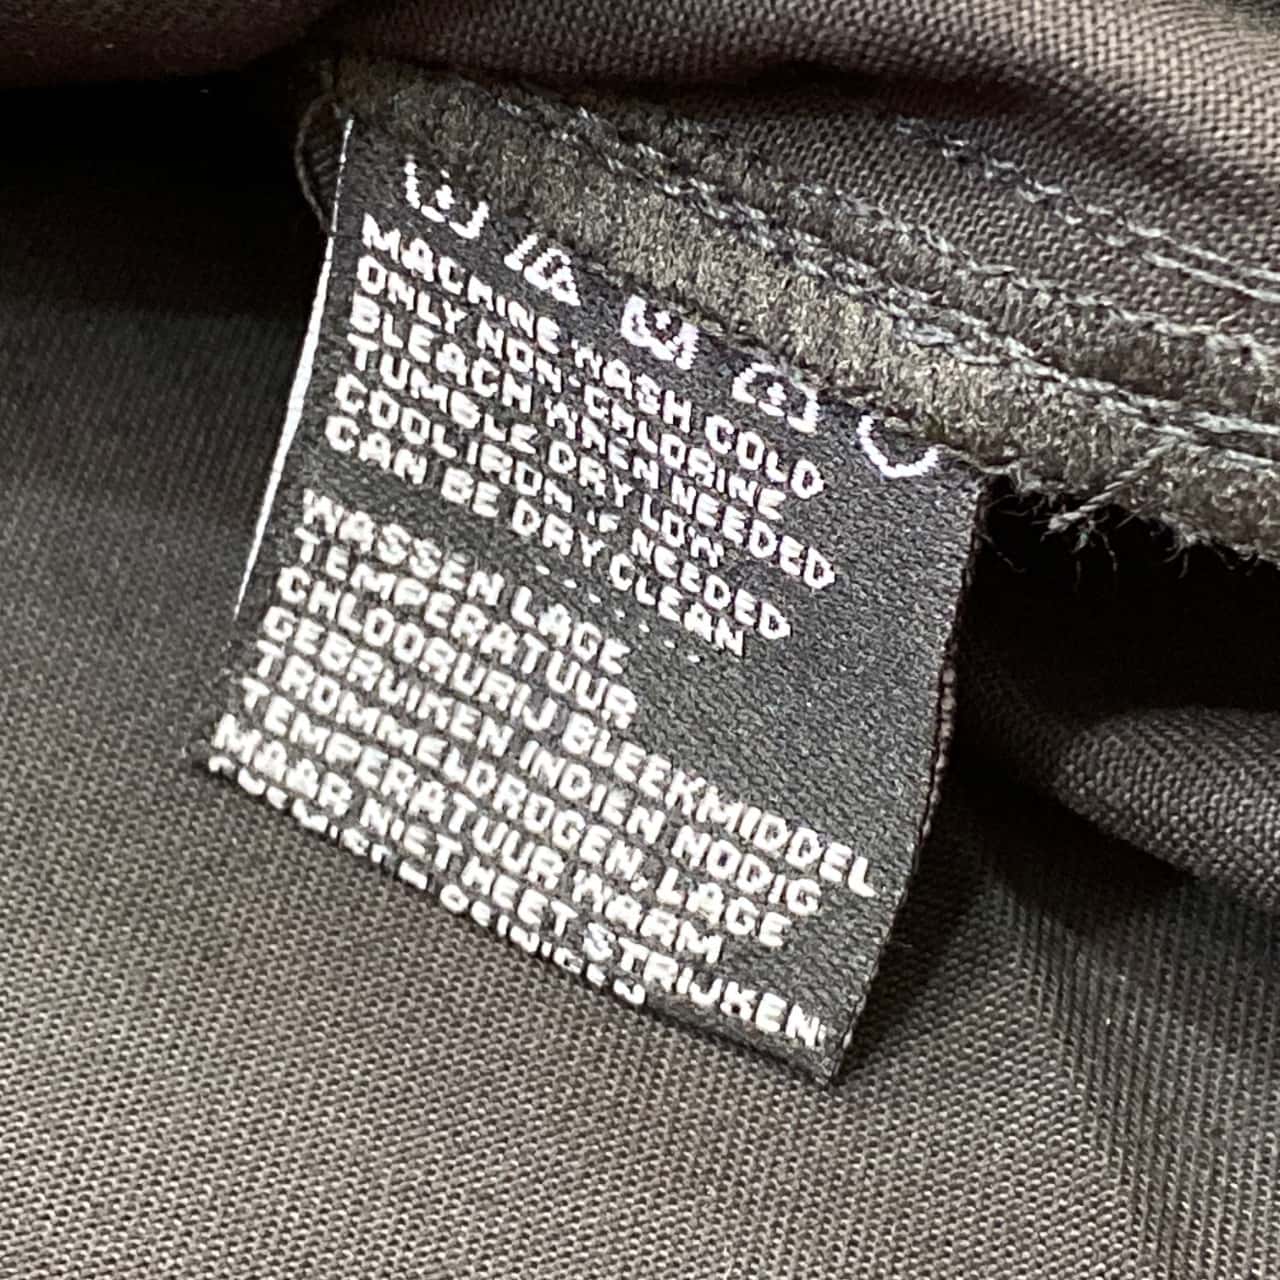 MACHINE WASH COLD
ONLY NON-CHLORINE
BLEACH WHEN NEEDED
TUMBLE DRY LOW
COOL IRON IF NEEDED
CAN BE DRY CLEAN
WASSEN LAGE
TEMPERATUUR
CHLOORVRIJ BLEEKMIDDEL
GEBRUIKEN INDIEN NODIG
TROMMELDROGEN, LAGE
TEMPERATUUR WARM
MAAR NIET HEET STRIJKEN